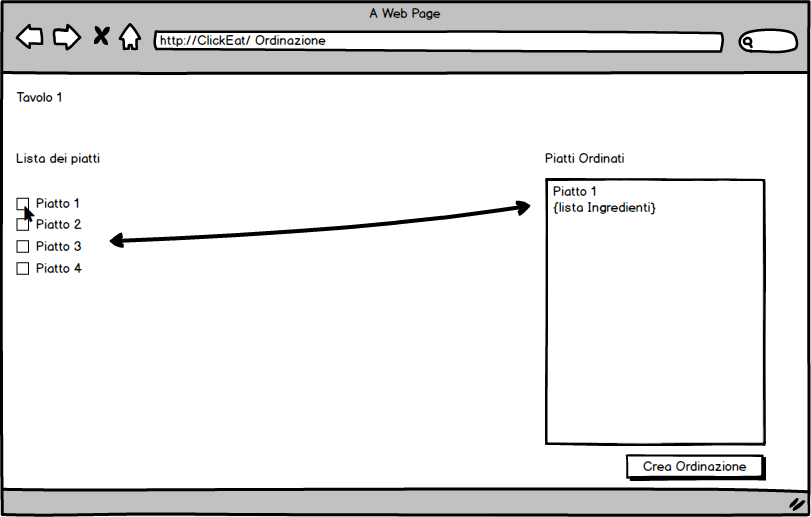 A Web Page
http://ClickEat/ Ordinazione
Tavolo 1
Lista dei piatti
Piatto 1
Piatto 2
Piatto 3
Piatto 4
Piatti Ordinati
Piatto 1
{lista Ingredienti}
Crea Ordinazione